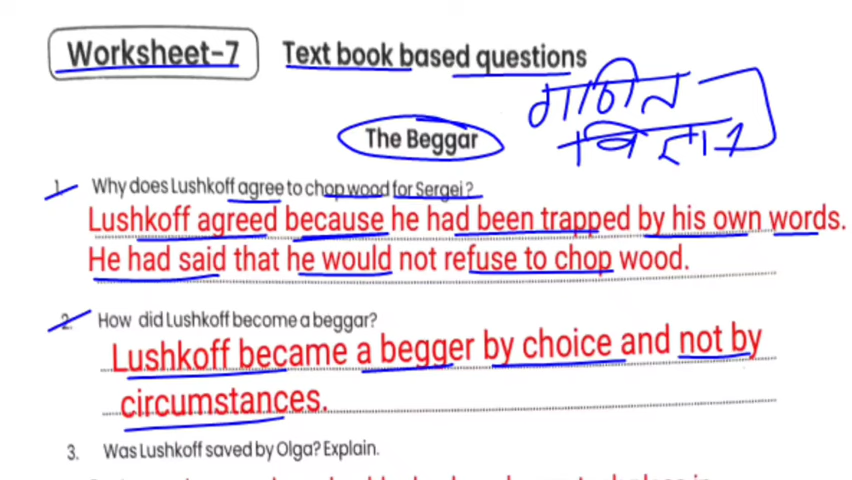 Worksheet-7 Text book based questions
The Beggar
1. Why does Lushkoff agree to chop wood for Sergei?
Lushkoff agreed because he had been trapped by his own words.
He had said that he would not refuse to chop wood.
2. How did Lushkoff become a beggar?
Lushkoff became a begger by choice and not by
circumstances.
3. Was Lushkoff saved by Olga? Explain.